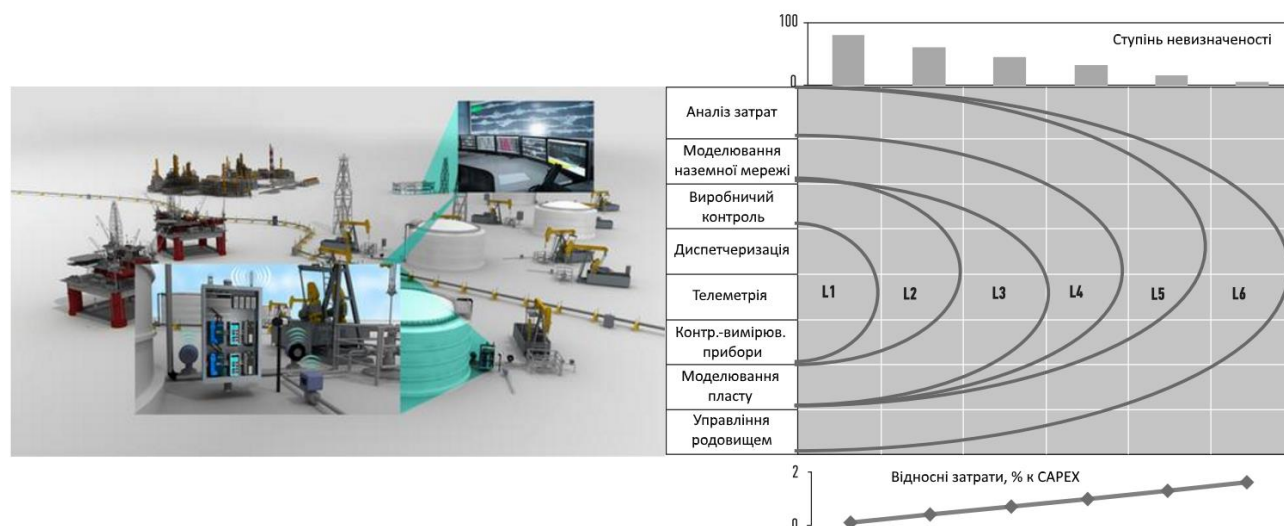 100
Ступінь невизначеності
0
Аналіз затрат
Моделювання
наземної мережі
Виробничий
контроль
Диспетчеризація
Телеметрія
L1
L2
L3
L4
L5
L6
Контр.-вимірюв.
прибори
Моделювання
пласту
Управління
родовищем
2
Відносні затрати, % к CAPEX
0